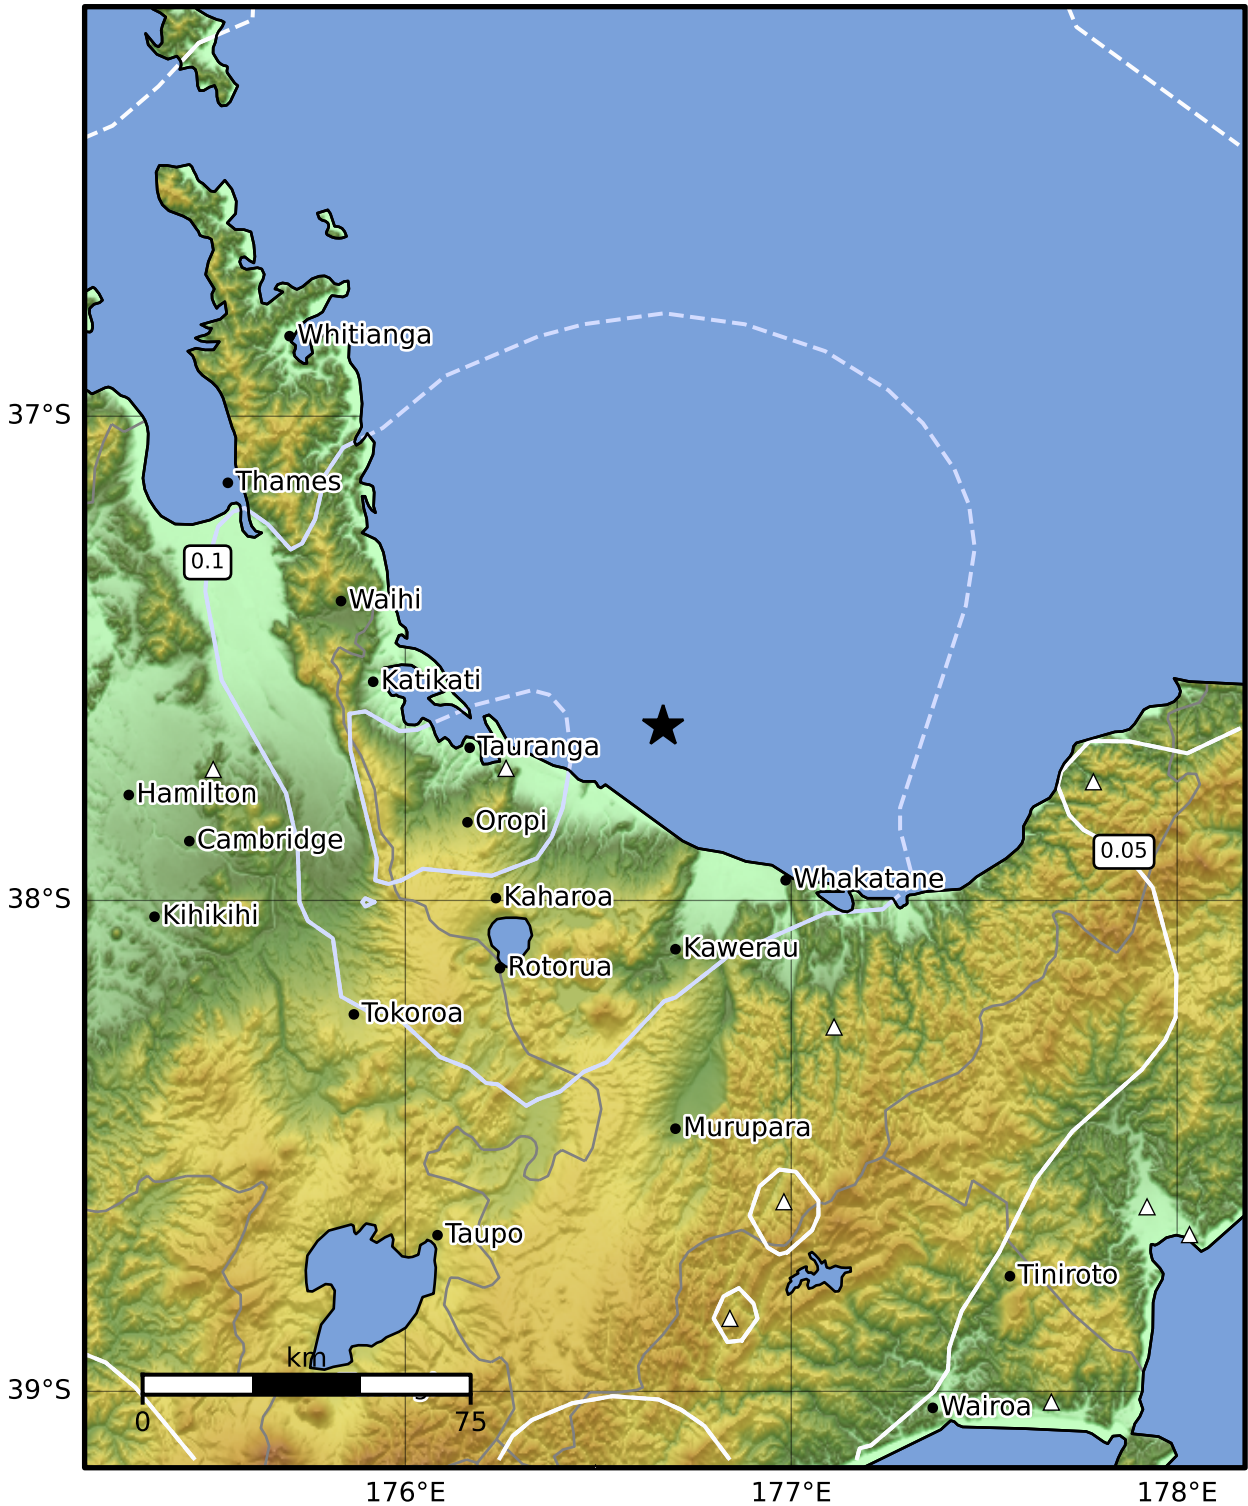 Whitianga
37°S
Thames
0.1
Waihi
Katikati
Tauranga
Hamilton
Oropi
Cambridge
0.05
Whakatane
Kaharoa
38°S
Kihikihi
Kawerau
Rotorua
Tokoroa
Murupara
Taupo
Tiniroto
km
39°S
Wairoa
0
75
176°E
177°E
178°E